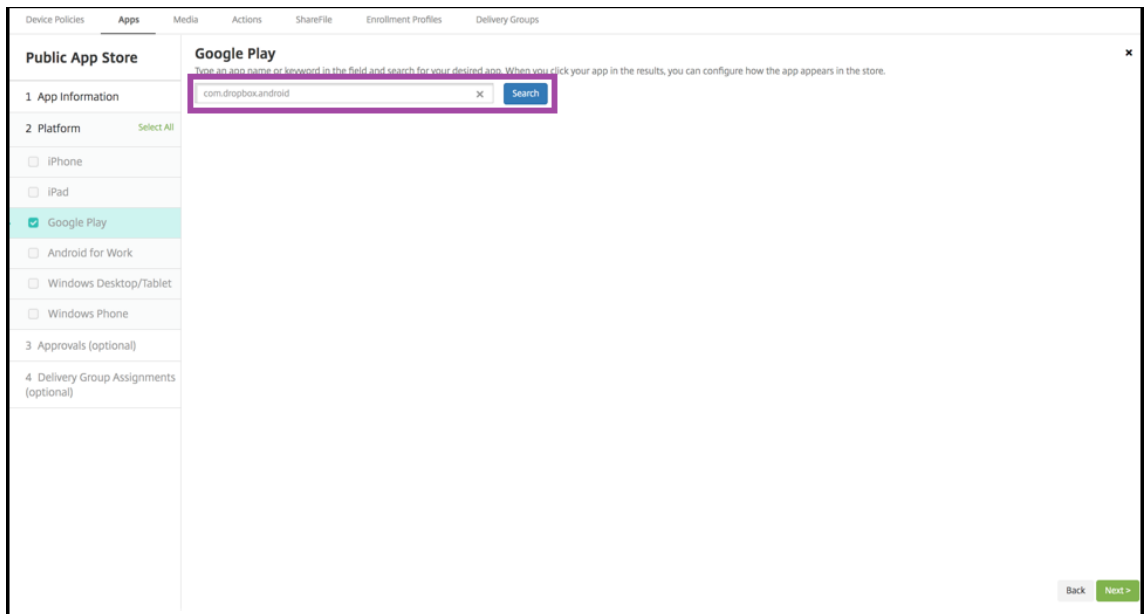 Device Policies Apps Media Actions ShareFile Enrollment Profiles Delivery Groups
Public App Store
1 App Information
2 Platform Select All
iPhone
iPad
Google Play
Android for Work
Windows Desktop/Tablet
Windows Phone
3 Approvals (optional)
4 Delivery Group Assignments
(optional)
Google Play
Type an app name or keyword in the field and search for your desired app. When you click your app in the results, you can configure how the app appears in the store.
com.dropbox.android Search
Back Next >